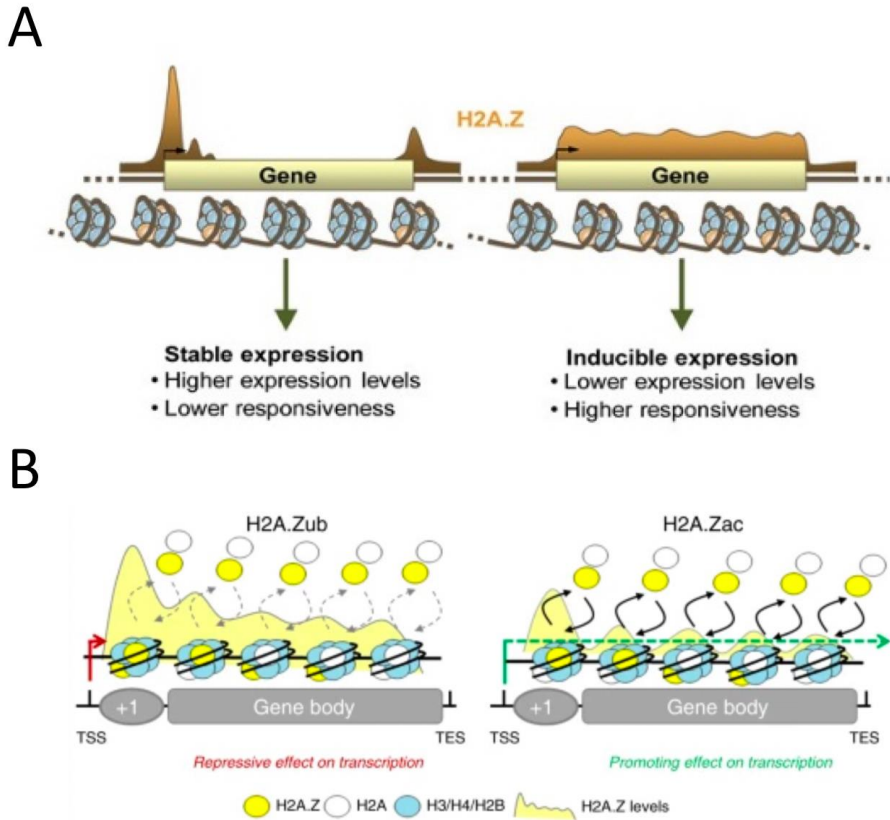 A
H2A.Z
Gene
Gene
Stable expression
• Higher expression levels
• Lower responsiveness
Inducible expression
• Lower expression levels
• Higher responsiveness
B
H2A.Zub
H2A.Zac
+1
Gene body
TSS
TES
+1
Gene body
TSS
TES
Repressive effect on transcription
Promoting effect on transcription
H2A.Z H2A H3/H4/H2B H2A.Z levels